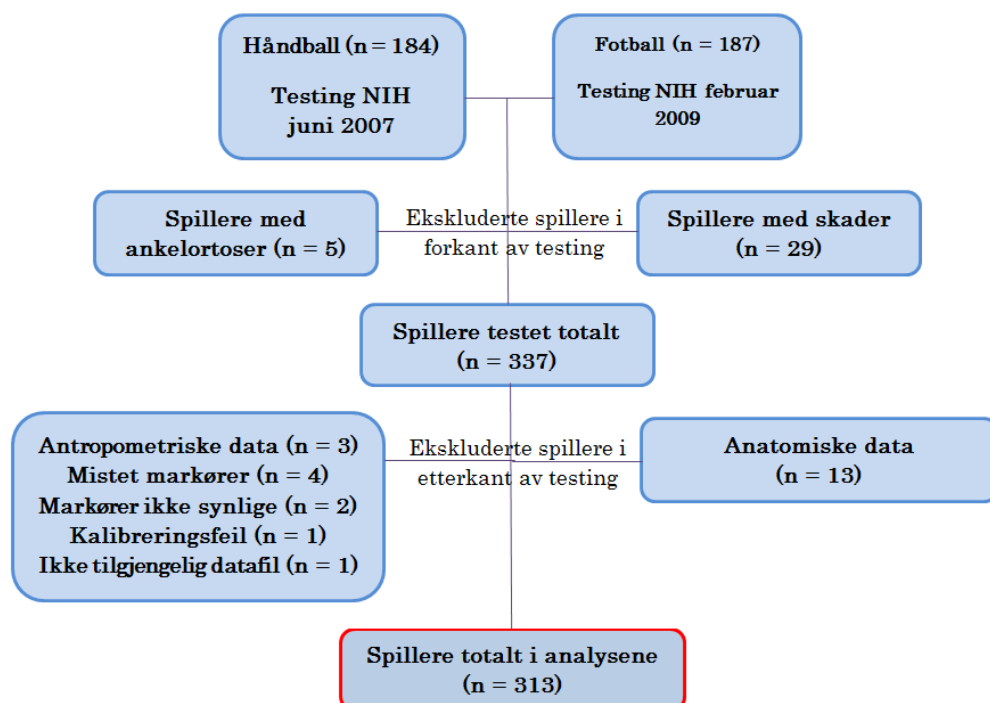 Håndball (n = 184)
Testing NIH
juni 2007
Fotball (n = 187)
Testing NIH februar
2009
Spillere med
ankelortoser (n = 5)
Ekskluderte spillere i
forkant av testing
Spillere med skader
(n = 29)
Spillere testet totalt
(n = 337)
Antropometriske data (n = 3)
Mistet markører (n = 4)
Markører ikke synlige (n = 2)
Kalibreringsfeil (n = 1)
Ikke tilgjengelig datafil (n = 1)
Ekskluderte spillere i
etterkant av testing
Anatomiske data
(n = 13)
Spillere totalt i analysene
(n = 313)